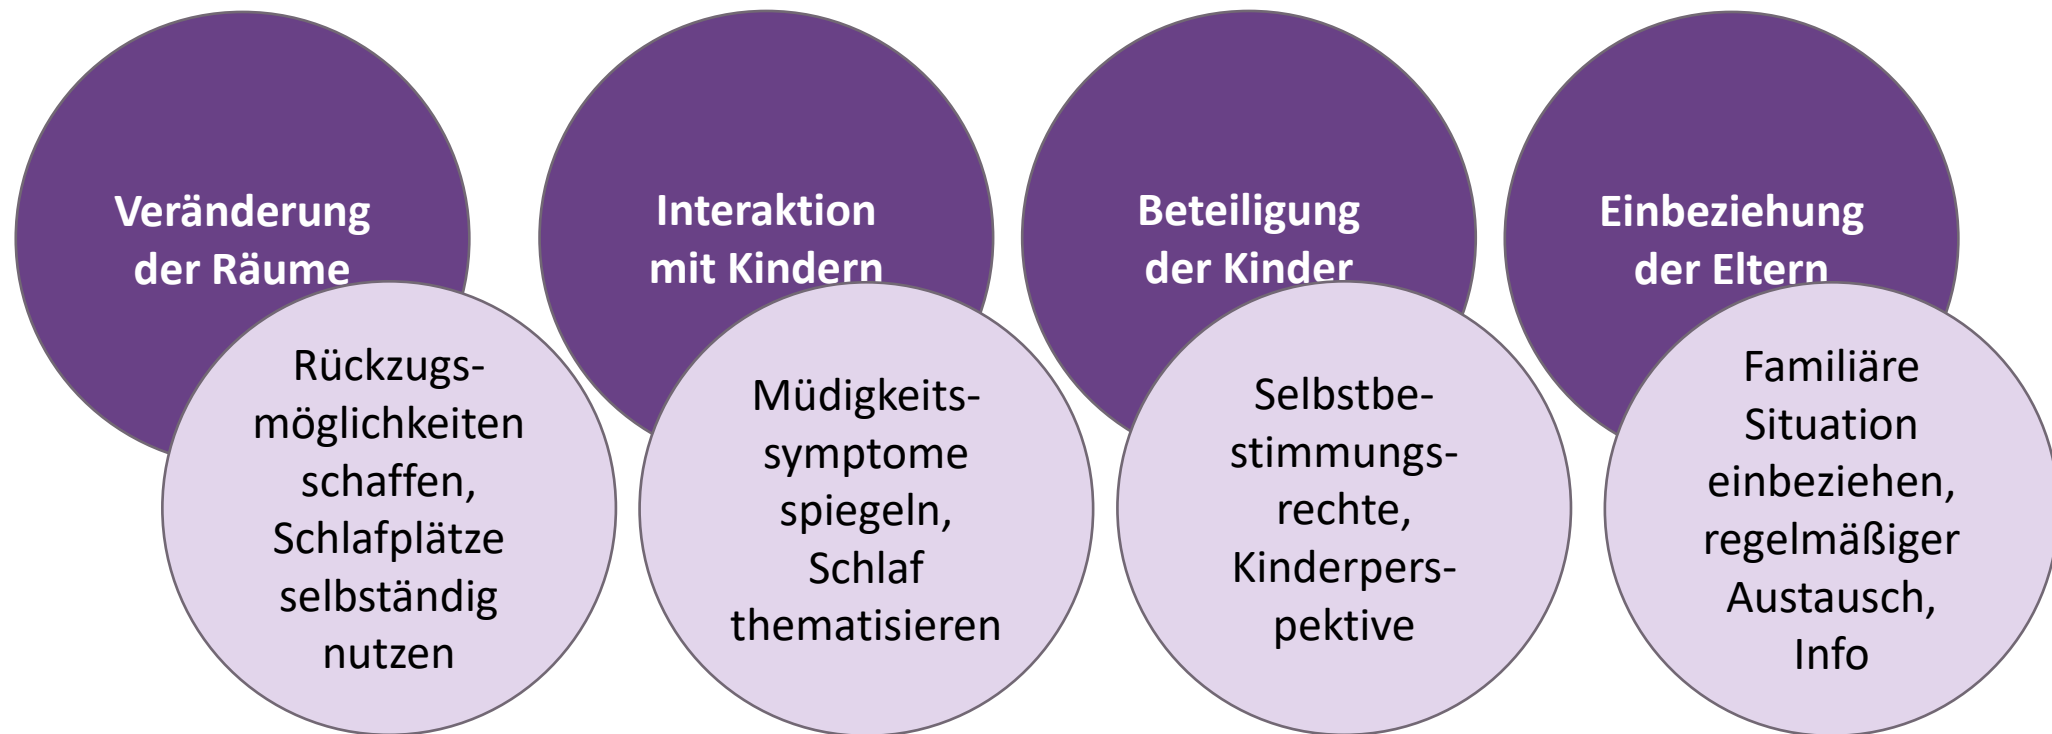 Veränderung
der Räume
Rückzugs-
möglichkeiten
schaffen,
Schlafplätze
selbständig
nutzen
Interaktion
mit Kindern
Müdigkeits-
symptome
spiegeln,
Schlaf
thematisieren
Beteiligung
der Kinder
Selbstbe-
stimmungs-
rechte,
Kinderpers-
pektive
Einbeziehung
der Eltern
Familiäre
Situation
einbeziehen,
regelmäßiger
Austausch,
Info